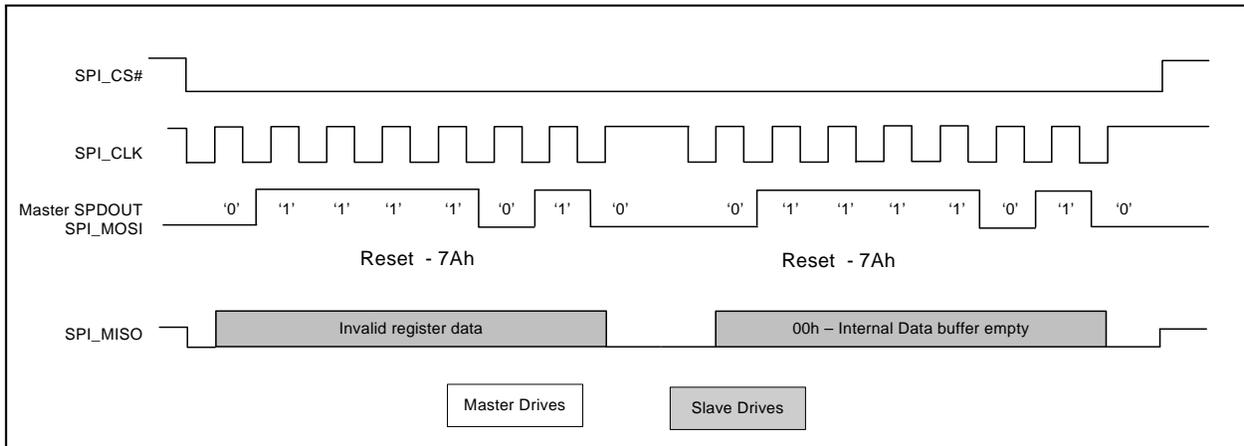 SPI_CS#
SPI_CLK
Master SPDOUT
SPI_MOSI
‘0’ ‘1’ ‘1’ ‘1’ ‘1’ ‘0’ ‘1’ ‘0’ ‘0’ ‘1’ ‘1’ ‘1’ ‘1’ ‘0’ ‘1’ ‘0’
Reset - 7Ah Reset - 7Ah
SPI_MISO
Invalid register data 00h – Internal Data buffer empty
Master Drives Slave Drives